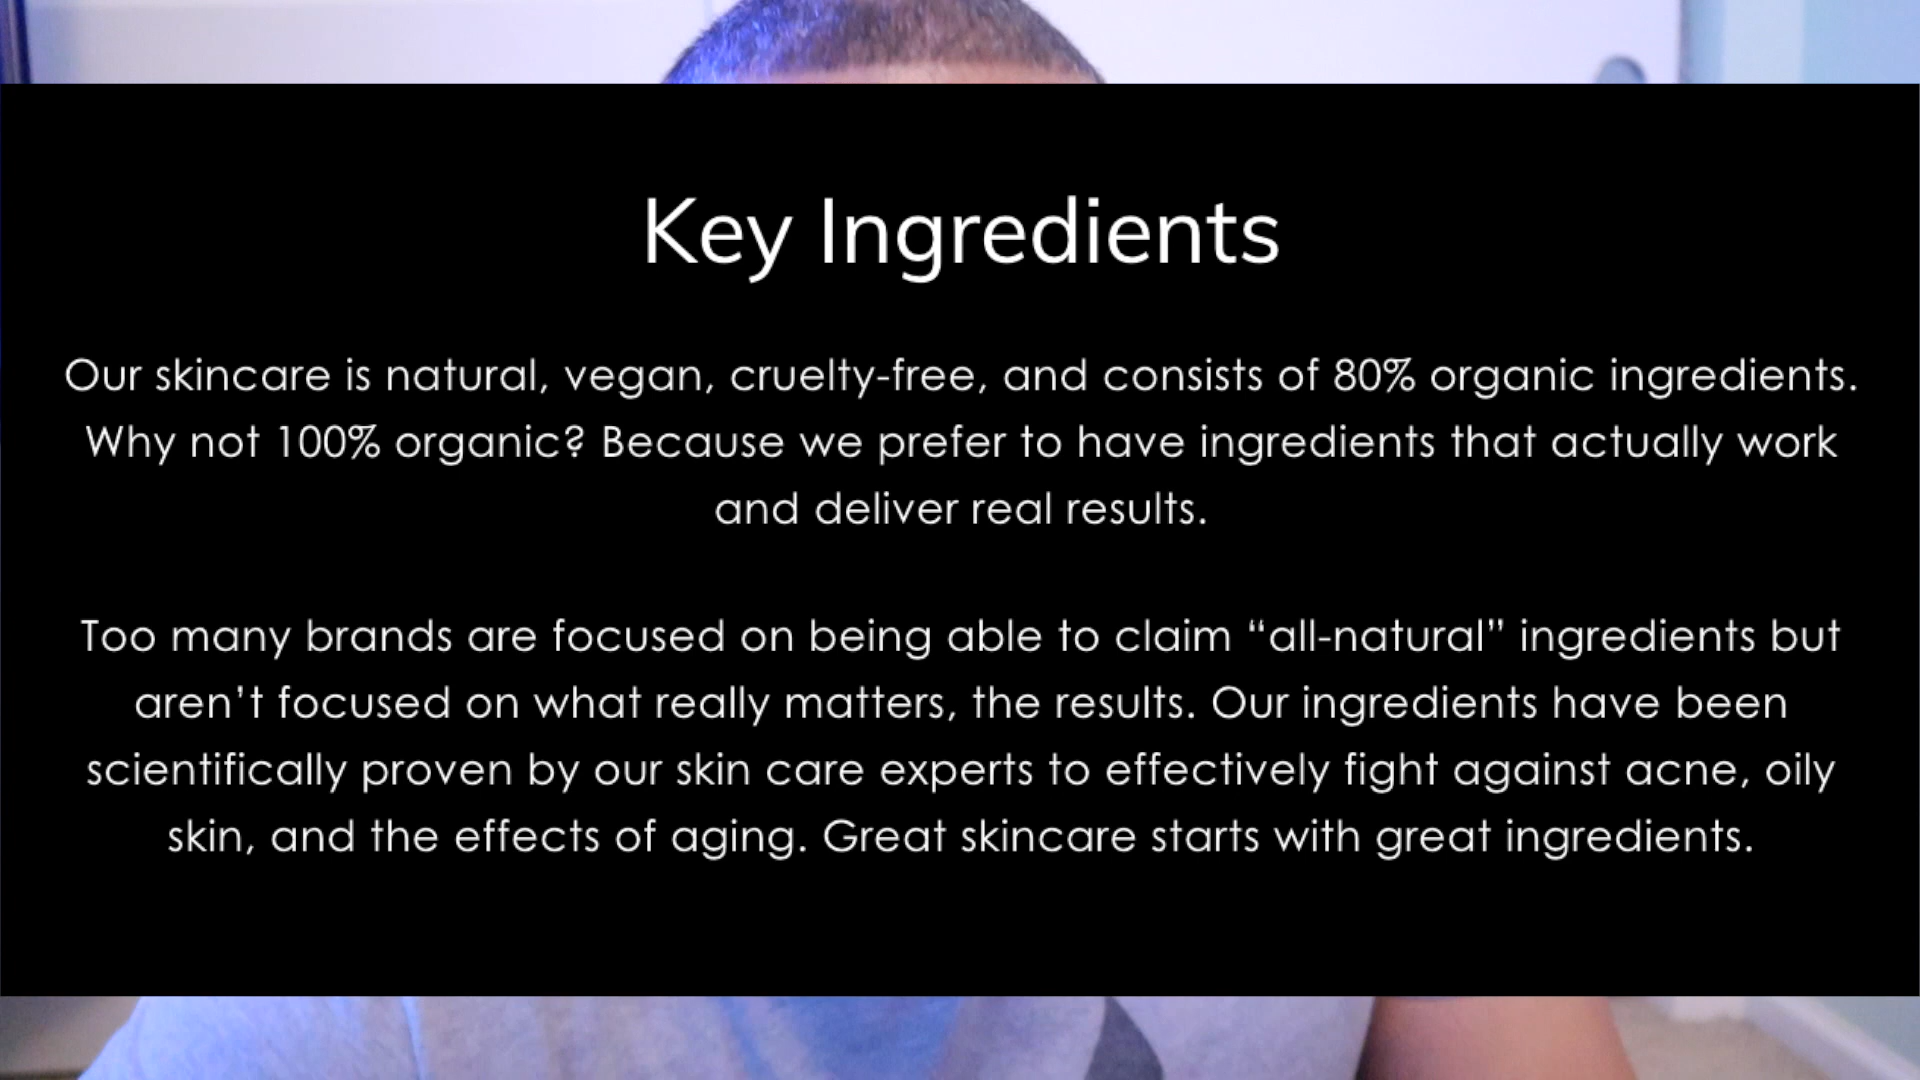 Key Ingredients
Our skincare is natural, vegan, cruelty-free, and consists of 80% organic ingredients.
Why not 100% organic? Because we prefer to have ingredients that actually work
and deliver real results.
Too many brands are focused on being able to claim “all-natural” ingredients but
aren’t focused on what really matters, the results. Our ingredients have been
scientifically proven by our skin care experts to effectively fight against acne, oily
skin, and the effects of aging. Great skincare starts with great ingredients.